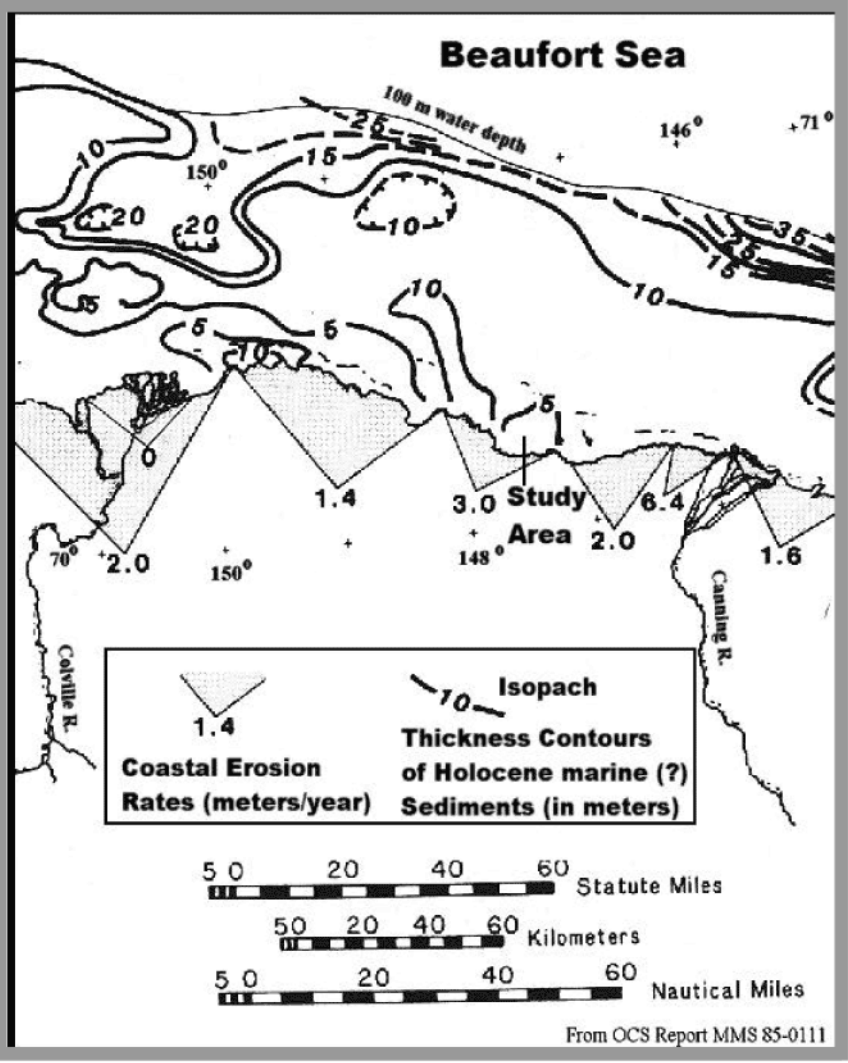 Beaufort Sea
100 m water depth
146°
71°
25
10
15
150°
20
20
10
35
25
15
10
10
5
5
5
10
5
0
1.4
3.0
Study
Area
2.0
6.4
1.6
70°
2.0
150°
148°
Colville R.
Canning R.
1.4
Coastal Erosion
Rates (meters/year)
10
Isopach
Thickness Contours
of Holocene marine (?)
Sediments (in meters)
5 0 20 40 60
Statute Miles
50 20 40 60
Kilometers
5 0 20 40 60
Nautical Miles
From OCS Report MMS 85-0111